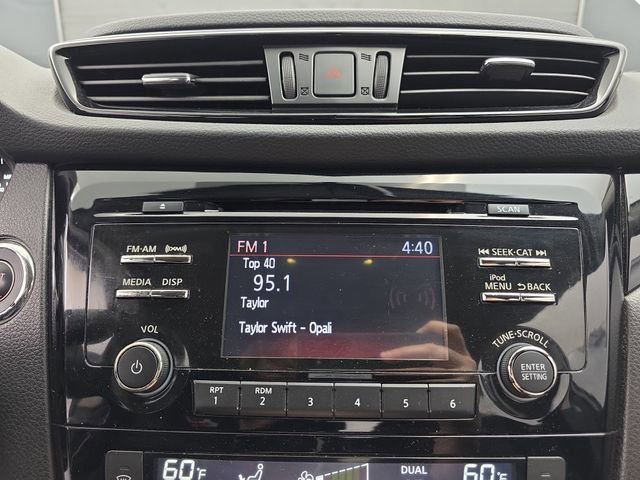 SCAN
FM-AM
MEDIA DISP
VOL
FM 1 4:40
Top 40
95.1
Taylor
Taylor Swift - Opali
SEEK·CAT
iPod
MENU BACK
TUNE·SCROLL
ENTER
SETTING
RPT RDM
1 2 3 4 5 6
60°F DUAL 60°F